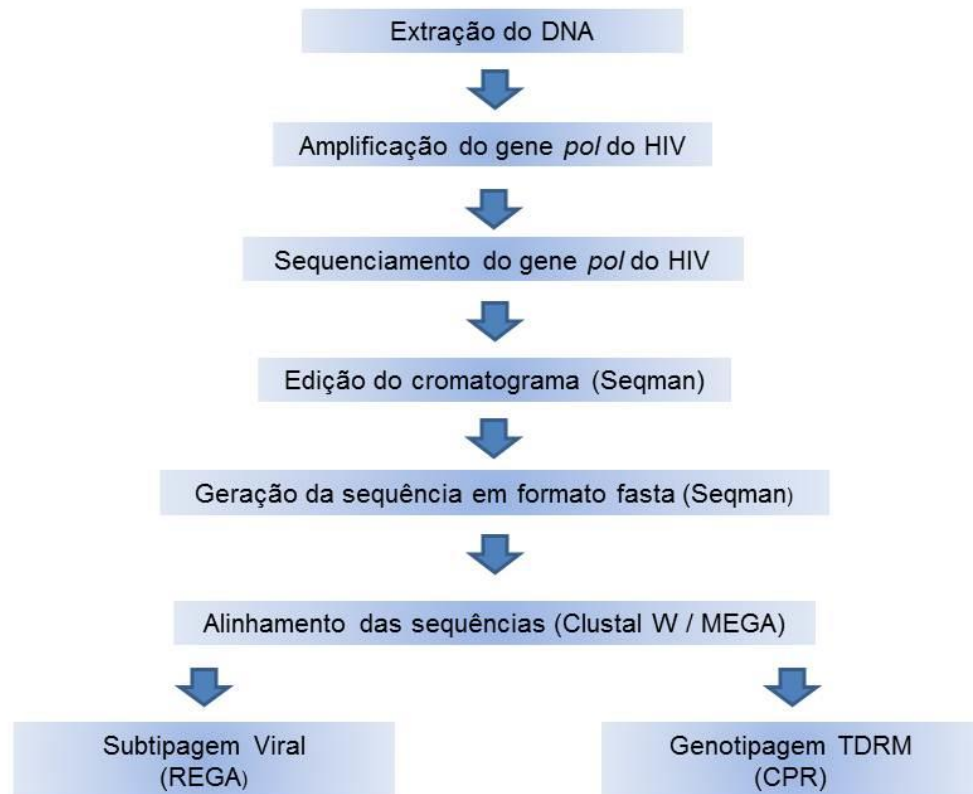 Extração do DNA
Amplificação do gene pol do HIV
Sequenciamento do gene pol do HIV
Edição do cromatograma (Seqman)
Geração da sequência em formato fasta (Seqman)
Alinhamento das sequências (Clustal W / MEGA)
Subtipagem Viral
(REGA)
Genotipagem TDRM
(CPR)